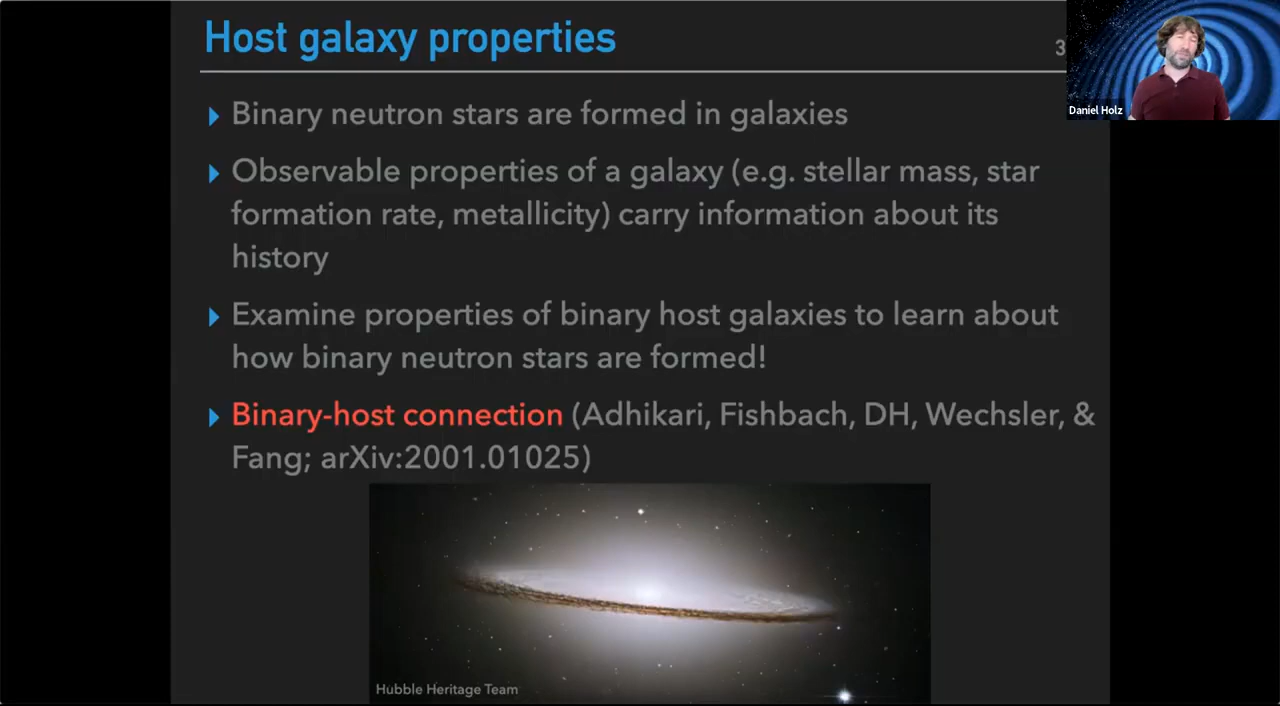 Host galaxy properties
3
Daniel Holz
Binary neutron stars are formed in galaxies
Observable properties of a galaxy (e.g. stellar mass, star
formation rate, metallicity) carry information about its
history
Examine properties of binary host galaxies to learn about
how binary neutron stars are formed!
Binary-host connection (Adhikari, Fishbach, DH, Wechsler, &
Fang; arXiv:2001.01025)
Hubble Heritage Team